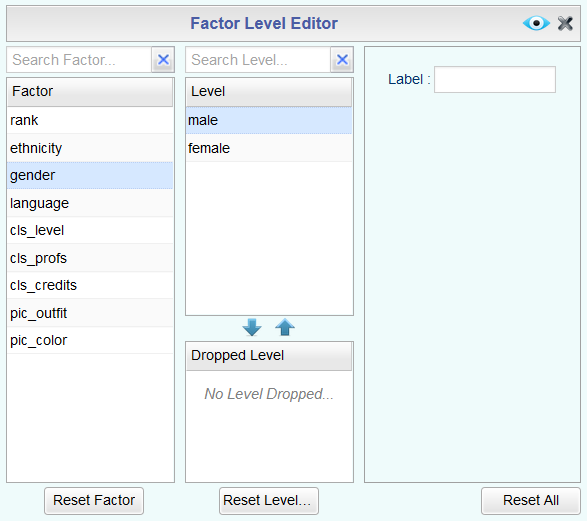 Factor Level Editor
Search Factor...
Search Level...
Label :
Factor
rank
ethnicity
gender
language
cls_level
cls_profs
cls_credits
pic_outfit
pic_color
Level
male
female
Dropped Level
No Level Dropped...
Reset Factor
Reset Level...
Reset All